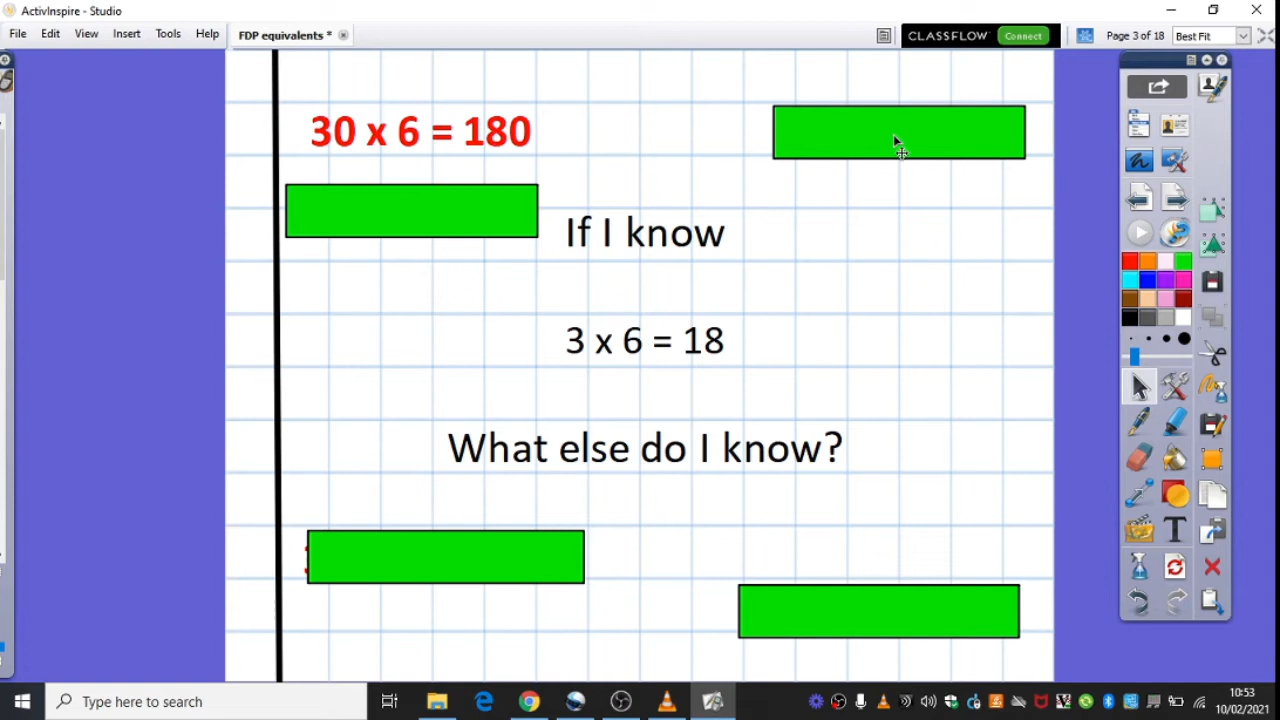 ActivInspire - Studio
File Edit View Insert Tools Help FDP equivalents * CLASSFLOW Connect Page 3 of 18 Best Fit
30 x 6 = 180
If I know
3 x 6 = 18
What else do I know?
Type here to search
10:53
10/02/2021